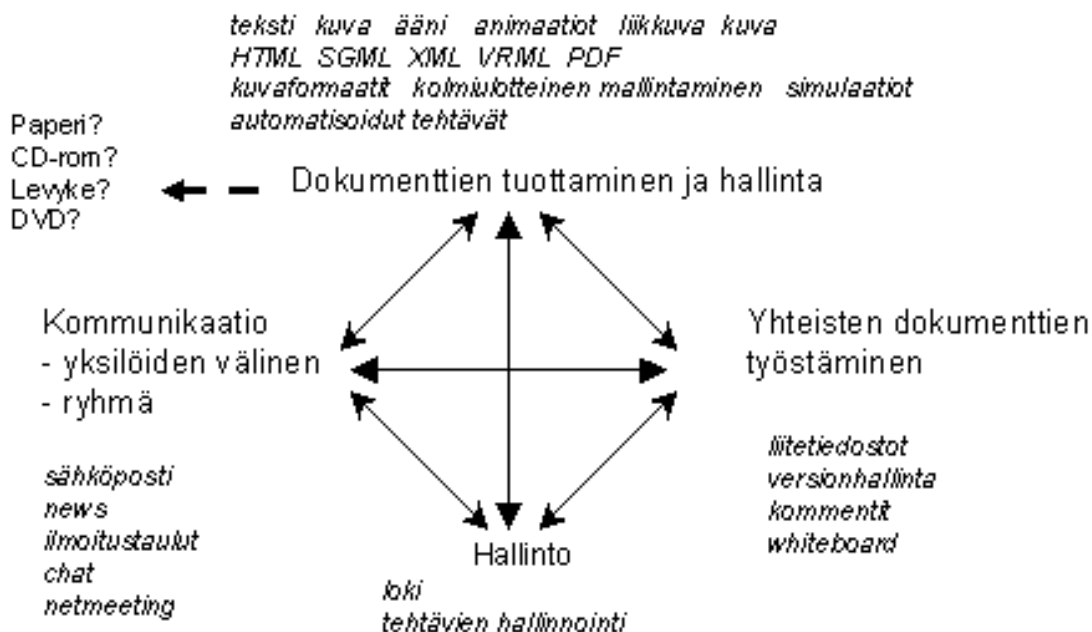 teksti kuva ääni animaatiot liikkuva kuva
HTML SGML XML VRML PDF
kuvaformaatit kolmiulotteinen mallintaminen simulaatiot
automatisoidut tehtävät
Paperi?
CD-rom?
Levyke?
DVD?
Dokumenttien tuottaminen ja hallinta
Kommunikaatio
- yksilöiden välinen
- ryhmä
Yhteisten dokumenttien
työstäminen
sähköposti
news
ilmoitustaulut
chat
netmeeting
liitetiedostot
versionhallinta
kommentit
whiteboard
Hallinto
loki
tehtävien hallinnointi